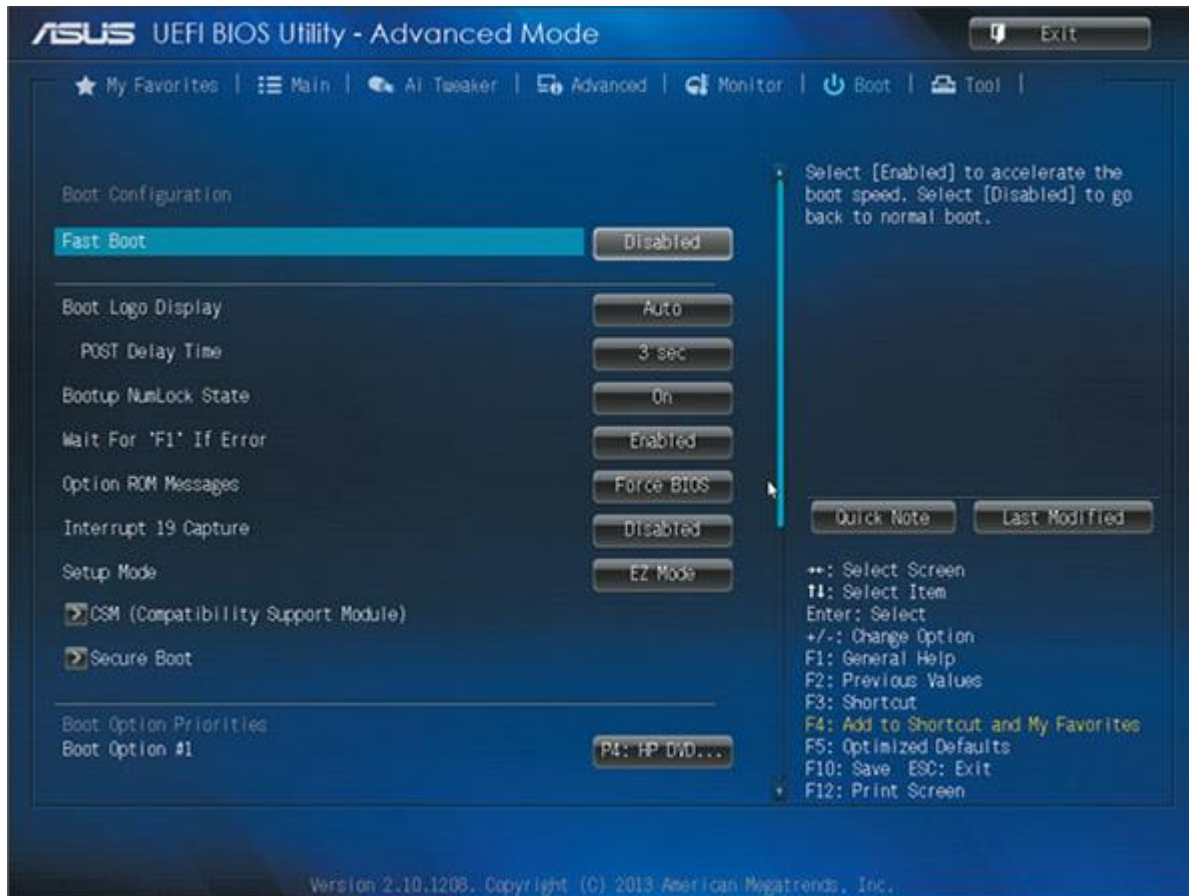 ASUS UEFI BIOS Utility - Advanced Mode
Exit
My Favorites | Main | Ai Tweaker | Advanced | Monitor | Boot | Tool |
Boot Configuration
Fast Boot Disabled
Boot Logo Display Auto
POST Delay Time 3 sec
Bootup NumLock State On
Wait For 'F1' If Error Enabled
Option ROM Messages Force BIOS
Interrupt 19 Capture Disabled
Setup Mode EZ Mode
CSM (Compatibility Support Module)
Secure Boot
Boot Option Priorities
Boot Option #1 P4: HP DVD...
Select [Enabled] to accelerate the
boot speed. Select [Disabled] to go
back to normal boot.
Quick Note Last Modified
→←: Select Screen
↑↓: Select Item
Enter: Select
+/-: Change Option
F1: General Help
F2: Previous Values
F3: Shortcut
F4: Add to Shortcut and My Favorites
F5: Optimized Defaults
F10: Save ESC: Exit
F12: Print Screen
Version 2.10.1208. Copyright (C) 2013 American Megatrends, Inc.